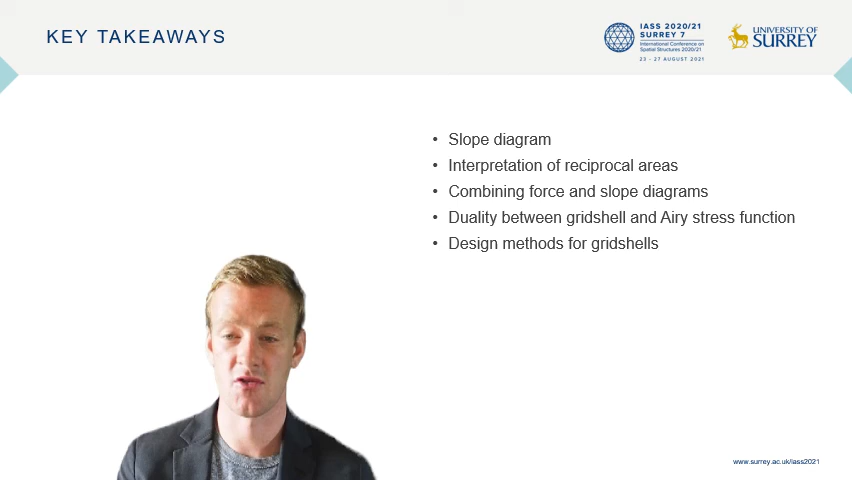 KEY TAKEAWAYS
IASS 2020/21
SURREY 7
International Conference on
Spatial Structures 2020/21
23 - 27 AUGUST 2021
UNIVERSITY OF
SURREY
• Slope diagram
• Interpretation of reciprocal areas
• Combining force and slope diagrams
• Duality between gridshell and Airy stress function
• Design methods for gridshells
www.surrey.ac.uk/iass2021